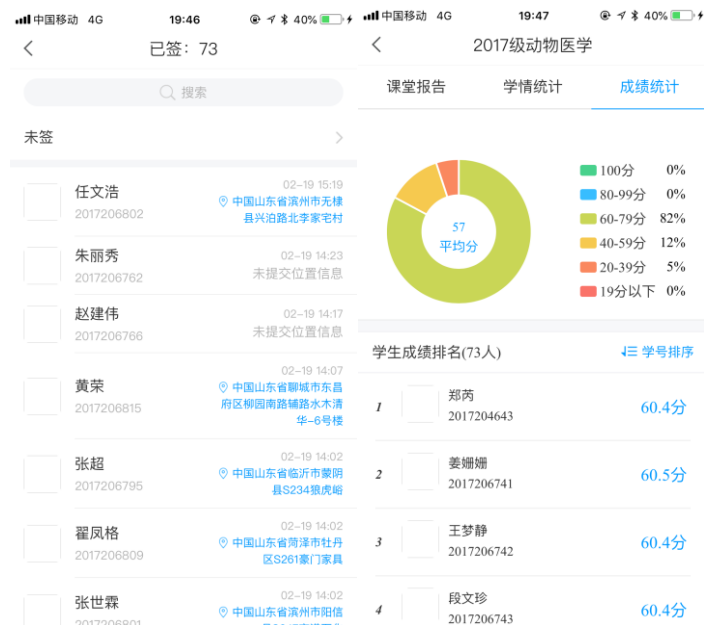 中国移动 4G 19:46 40%
已签：73
搜索
未签
任文浩
2017206802
02-19 15:19
中国山东省滨州市无棣
县兴泊路北李家宅村
朱丽秀
2017206762
02-19 14:23
未提交位置信息
赵建伟
2017206766
02-19 14:17
未提交位置信息
黄荣
2017206815
02-19 14:07
中国山东省聊城市东昌
府区柳园南路辅路水木清
华-6号楼
张超
2017206795
02-19 14:02
中国山东省临沂市蒙阴
县S234狼虎峪
翟凤格
2017206809
02-19 14:02
中国山东省菏泽市牡丹
区S261豪门家具
张世霖
2017206801
02-19 14:02
中国山东省滨州市阳信
中国移动 4G 19:47 40%
2017级动物医学
课堂报告 学情统计 成绩统计
57
平均分
100分 0%
80-99分 0%
60-79分 82%
40-59分 12%
20-39分 5%
19分以下 0%
学生成绩排名(73人) 学号排序
1 郑芮 60.4分
2017204643
2 姜姗姗 60.5分
2017206741
3 王梦静 60.4分
2017206742
4 段文珍 60.4分
2017206743